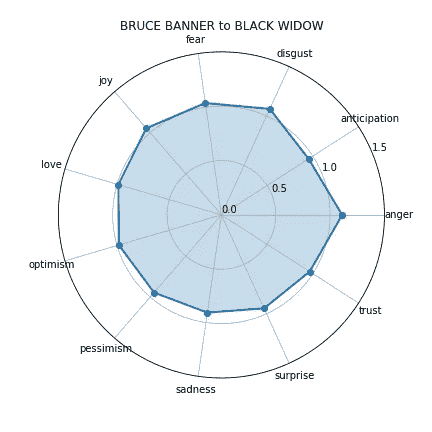 BRUCE BANNER to BLACK WIDOW
fear
disgust
joy
anticipation
1.5
1.0
love
0.5
0.0
anger
optimism
trust
pessimism
surprise
sadness